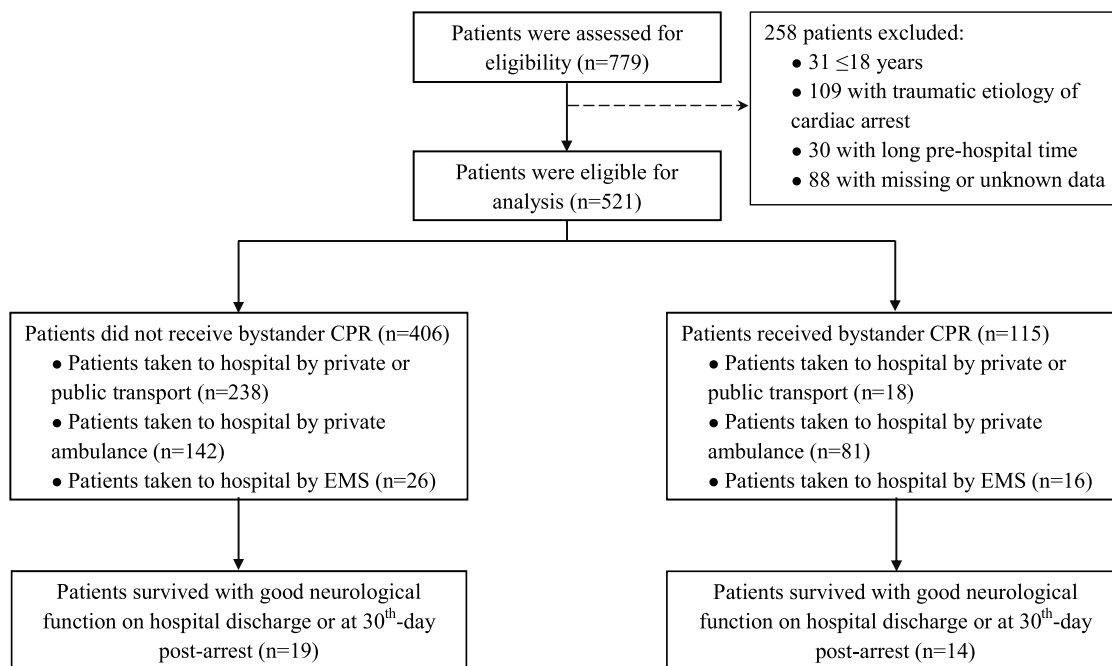 Patients were assessed for
eligibility (n=779)
258 patients excluded:
● 31 ≤18 years
● 109 with traumatic etiology of
cardiac arrest
● 30 with long pre-hospital time
● 88 with missing or unknown data
Patients were eligible for
analysis (n=521)
Patients did not receive bystander CPR (n=406)
● Patients taken to hospital by private or
public transport (n=238)
● Patients taken to hospital by private
ambulance (n=142)
● Patients taken to hospital by EMS (n=26)
Patients received bystander CPR (n=115)
● Patients taken to hospital by private or
public transport (n=18)
● Patients taken to hospital by private
ambulance (n=81)
● Patients taken to hospital by EMS (n=16)
Patients survived with good neurological
function on hospital discharge or at 30th-day
post-arrest (n=19)
Patients survived with good neurological
function on hospital discharge or at 30th-day
post-arrest (n=14)